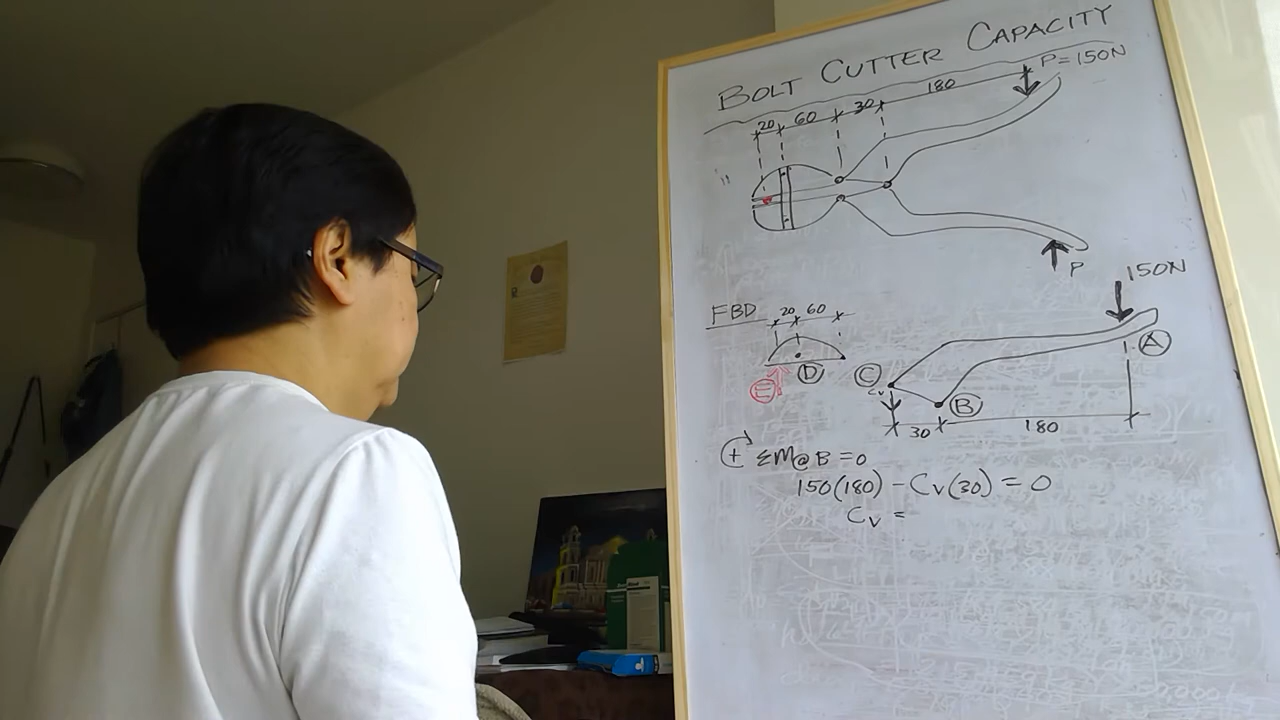 BOLT CUTTER CAPACITY
P=150N
20 60 30 180
P
FBD
20 60
150N
A
E D C
Cv
B
30 180
+ ΣM@B=0
150(180) - Cv(30) = 0
Cv =